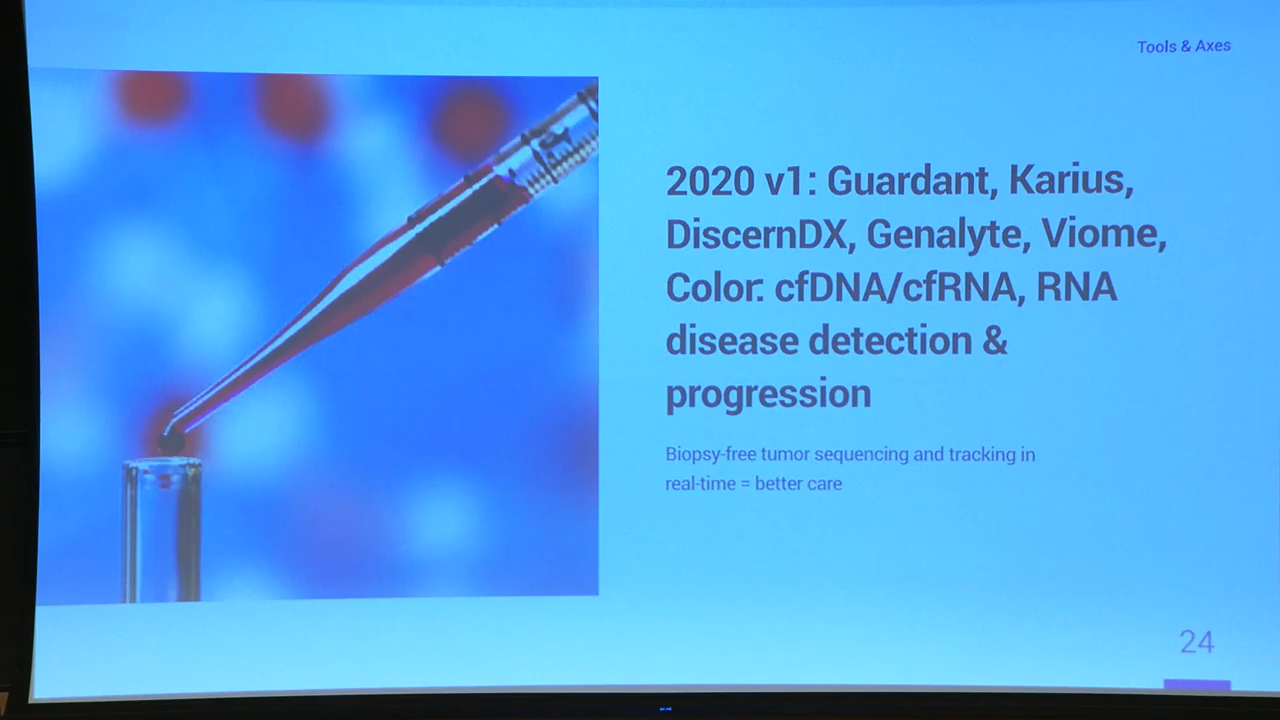 Tools & Axes
2020 v1: Guardant, Karius,
DiscernDX, Genalyte, Viome,
Color: cfDNA/cfRNA, RNA
disease detection &
progression
Biopsy-free tumor sequencing and tracking in
real-time = better care
24